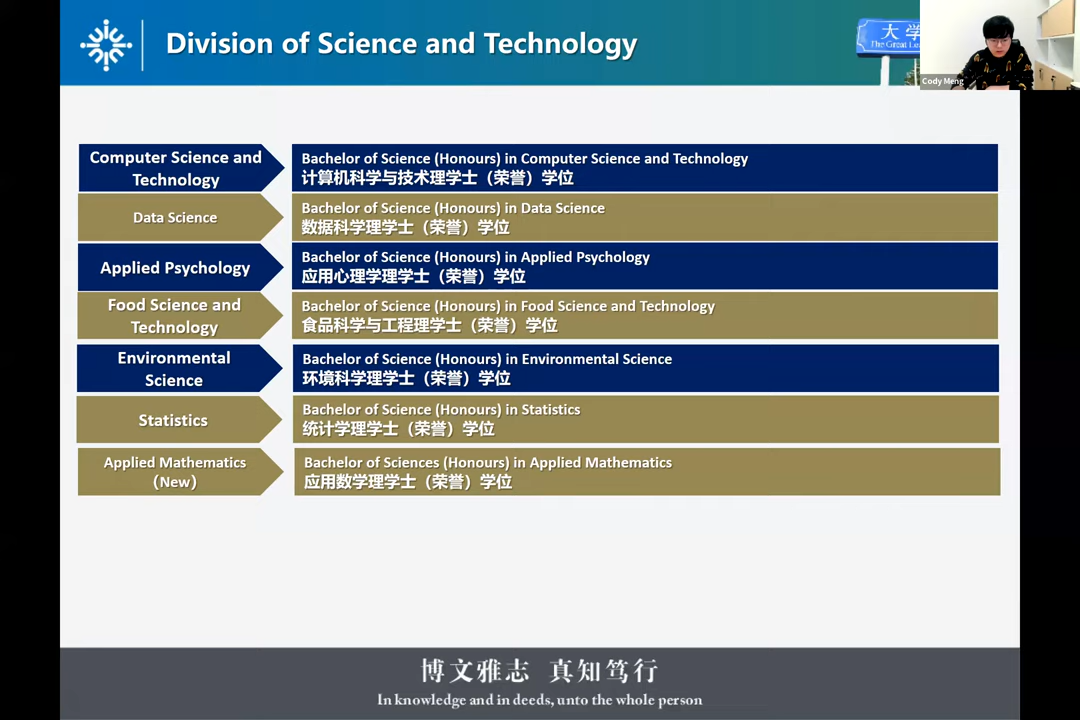 Division of Science and Technology
大学
Cody Meng
Computer Science and
Technology
Bachelor of Science (Honours) in Computer Science and Technology
计算机科学与技术理学士（荣誉）学位
Data Science
Bachelor of Science (Honours) in Data Science
数据科学理学士（荣誉）学位
Applied Psychology
Bachelor of Science (Honours) in Applied Psychology
应用心理学理学士（荣誉）学位
Food Science and
Technology
Bachelor of Science (Honours) in Food Science and Technology
食品科学与工程理学士（荣誉）学位
Environmental
Science
Bachelor of Science (Honours) in Environmental Science
环境科学理学士（荣誉）学位
Statistics
Bachelor of Science (Honours) in Statistics
统计学理学士（荣誉）学位
Applied Mathematics
(New)
Bachelor of Sciences (Honours) in Applied Mathematics
应用数学理学士（荣誉）学位
博文雅志 真知笃行
In knowledge and in deeds, unto the whole person